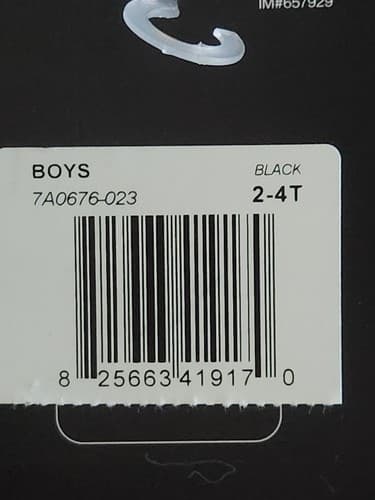 IM#657929
BOYS BLACK
7A0676-023 2-4T
8 25663 41917 0